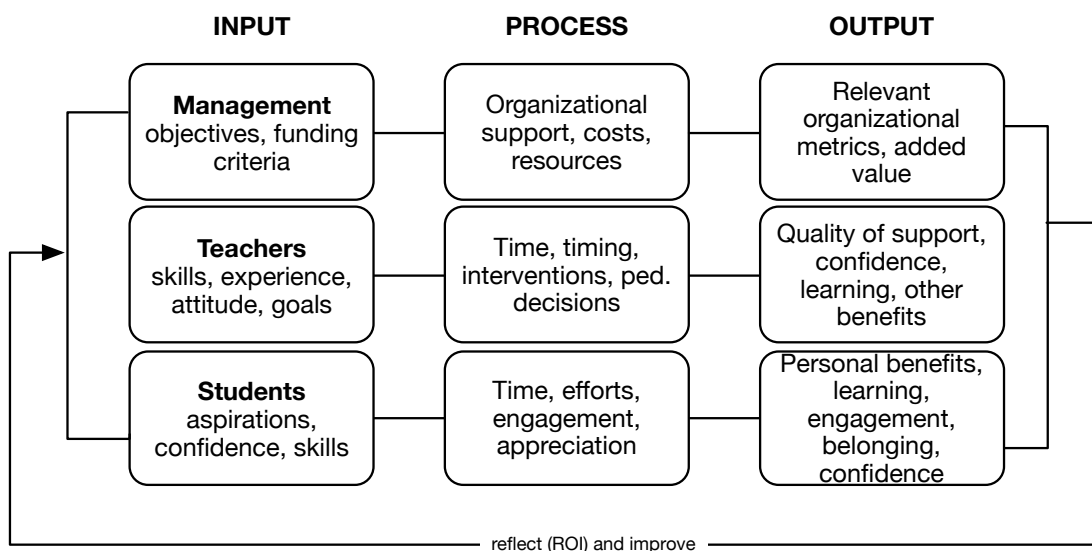 INPUT
PROCESS
OUTPUT
Management
objectives, funding
criteria
Organizational
support, costs,
resources
Relevant
organizational
metrics, added
value
Teachers
skills, experience,
attitude, goals
Time, timing,
interventions, ped.
decisions
Quality of support,
confidence,
learning, other
benefits
Students
aspirations,
confidence, skills
Time, efforts,
engagement,
appreciation
Personal benefits,
learning,
engagement,
belonging,
confidence
reflect (ROI) and improve